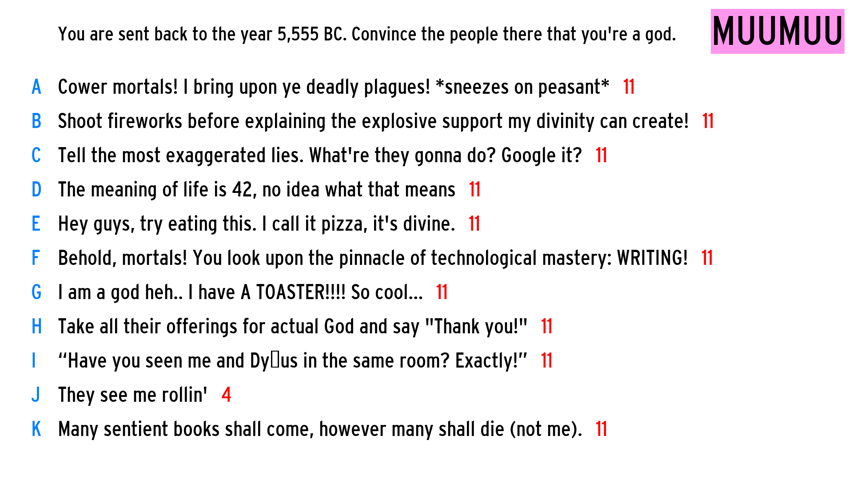 You are sent back to the year 5,555 BC. Convince the people there that you're a god.
MUUMUU
A Cower mortals! I bring upon ye deadly plagues! *sneezes on peasant* 11
B Shoot fireworks before explaining the explosive support my divinity can create! 11
C Tell the most exaggerated lies. What're they gonna do? Google it? 11
D The meaning of life is 42, no idea what that means 11
E Hey guys, try eating this. I call it pizza, it's divine. 11
F Behold, mortals! You look upon the pinnacle of technological mastery: WRITING! 11
G I am a god heh.. I have A TOASTER!!!! So cool... 11
H Take all their offerings for actual God and say "Thank you!" 11
I “Have you seen me and Dy▯us in the same room? Exactly!” 11
J They see me rollin' 4
K Many sentient books shall come, however many shall die (not me). 11